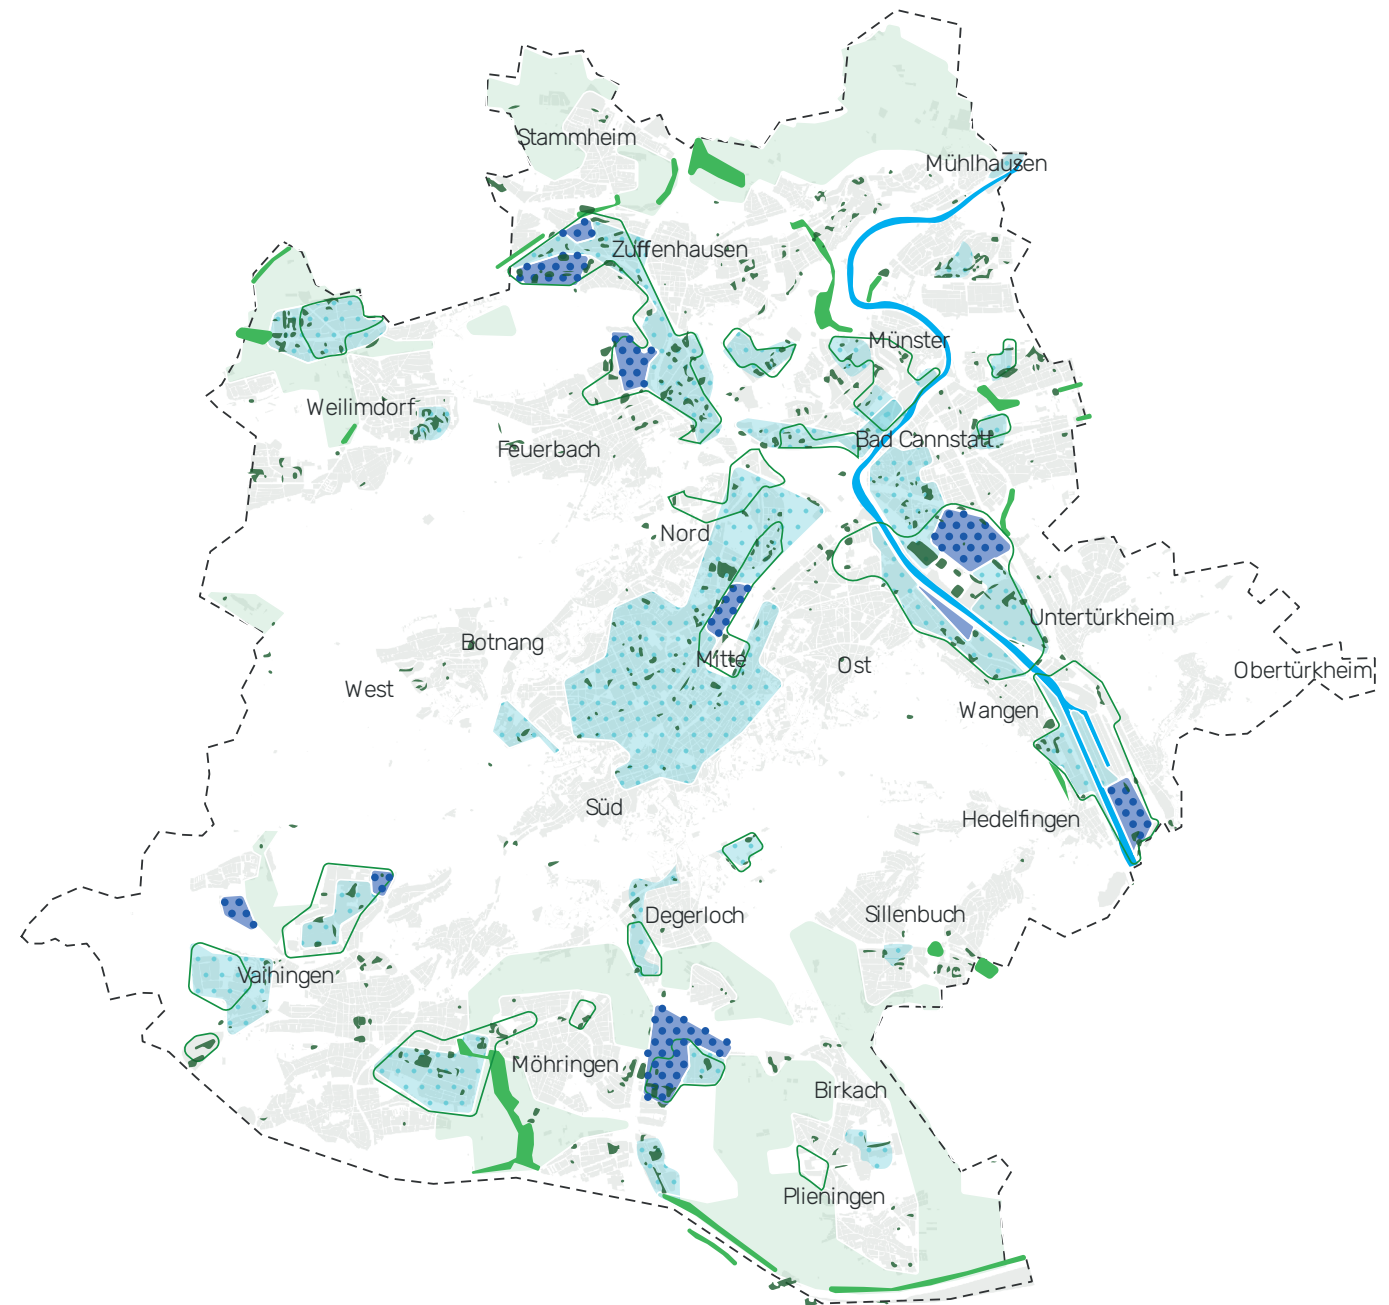 Stammheim
Mühlhausen
Zuffenhausen
Münster
Weilimdorf
Bad Cannstatt
Feuerbach
Nord
Untertürkheim
Botnang
Mitte
Ost
Obertürkheim
West
Wangen
Süd
Hedelfingen
Degerloch
Sillenbuch
Vaihingen
Möhringen
Birkach
Plieningen